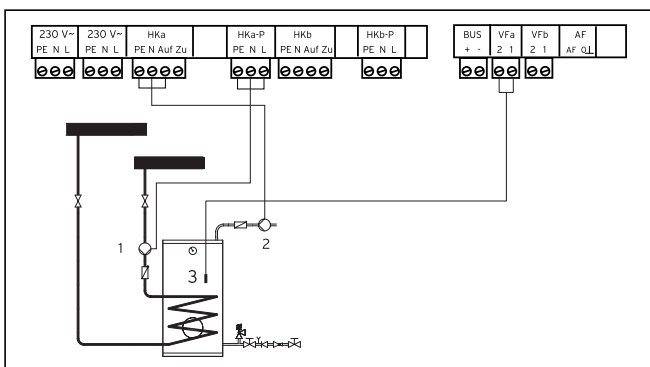 230 V~ 230 V~ HKa HKa-P HKb HKb-P BUS VFa VFb AF
PE N L PE N L PE N Auf Zu PE N L PE N Auf Zu PE N L + - 2 1 2 1 AF O
1
2
3